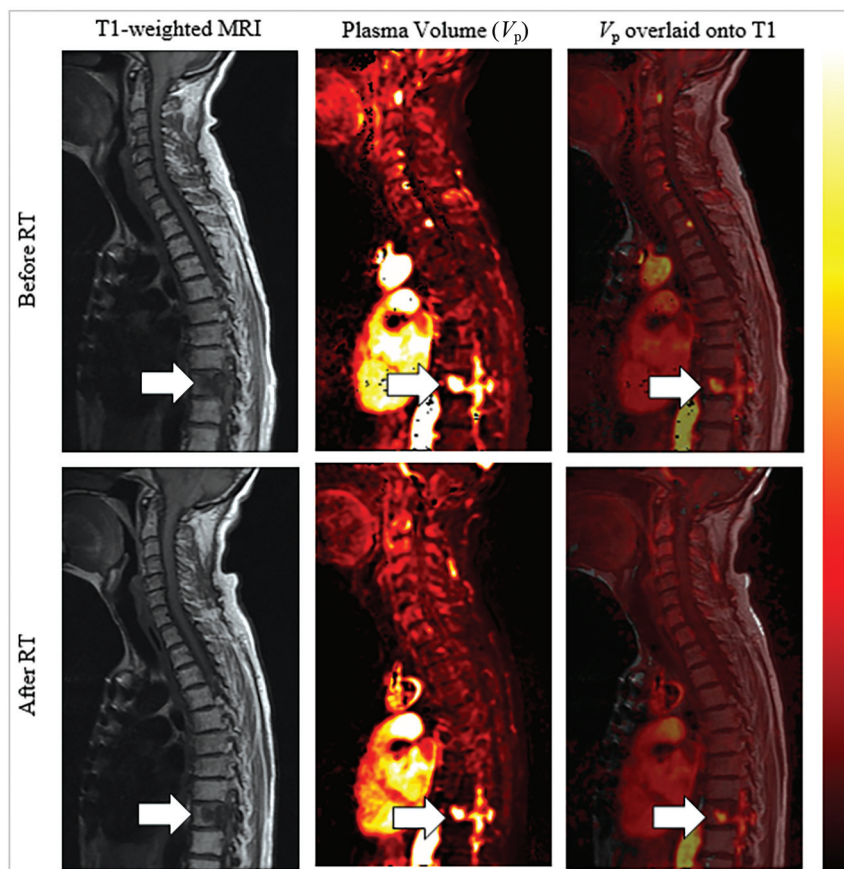 T1-weighted MRI
Plasma Volume (Vp)
Vp overlaid onto T1
Before RT
After RT